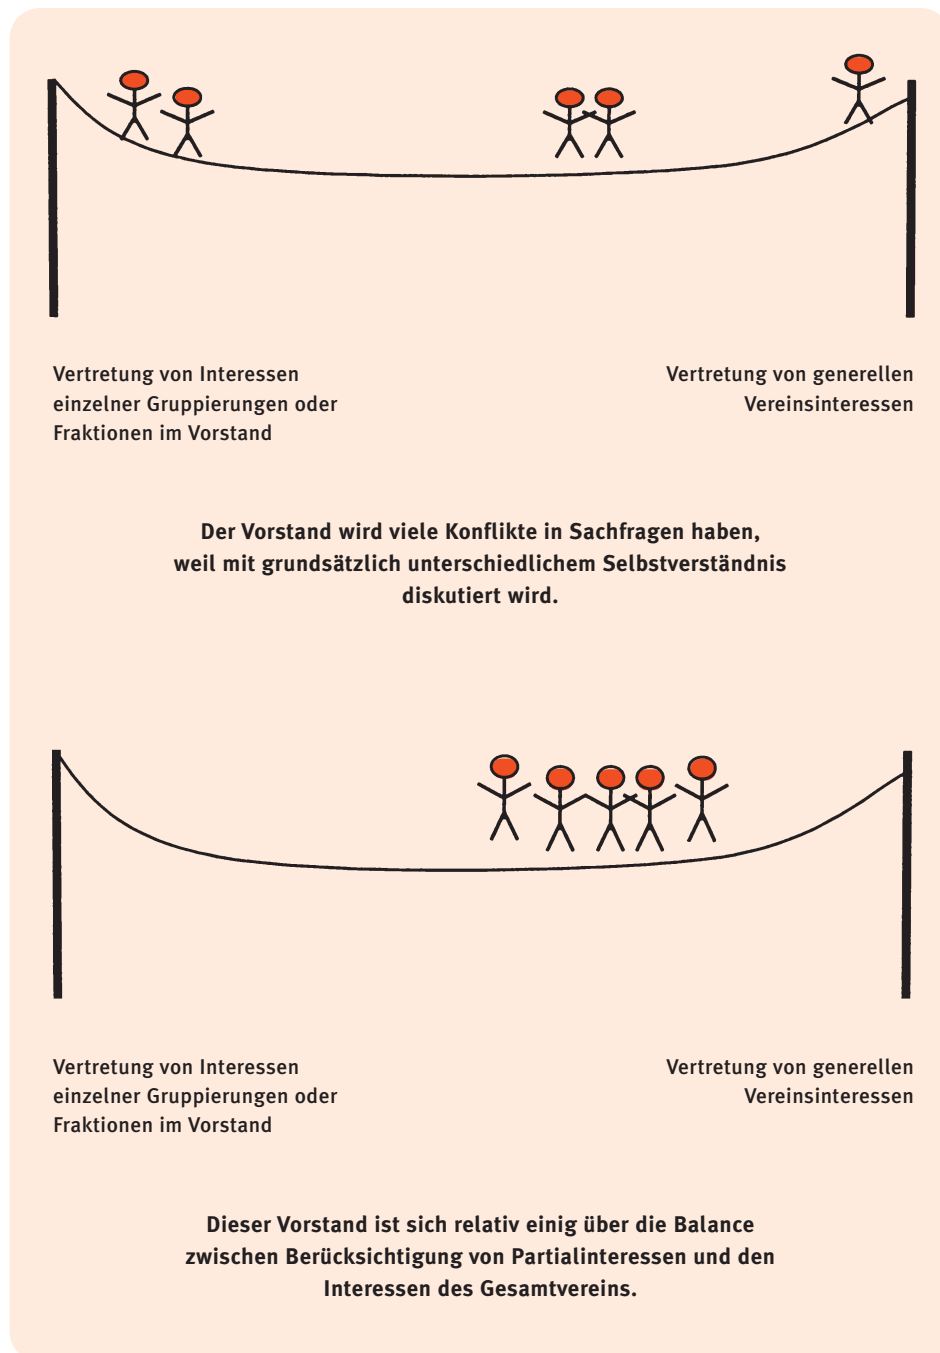 Vertretung von Interessen
einzelner Gruppierungen oder
Fraktionen im Vorstand
Vertretung von generellen
Vereinsinteressen
Der Vorstand wird viele Konflikte in Sachfragen haben,
weil mit grundsätzlich unterschiedlichem Selbstverständnis
diskutiert wird.
Vertretung von Interessen
einzelner Gruppierungen oder
Fraktionen im Vorstand
Vertretung von generellen
Vereinsinteressen
Dieser Vorstand ist sich relativ einig über die Balance
zwischen Berücksichtigung von Partialinteressen und den
Interessen des Gesamtvereins.